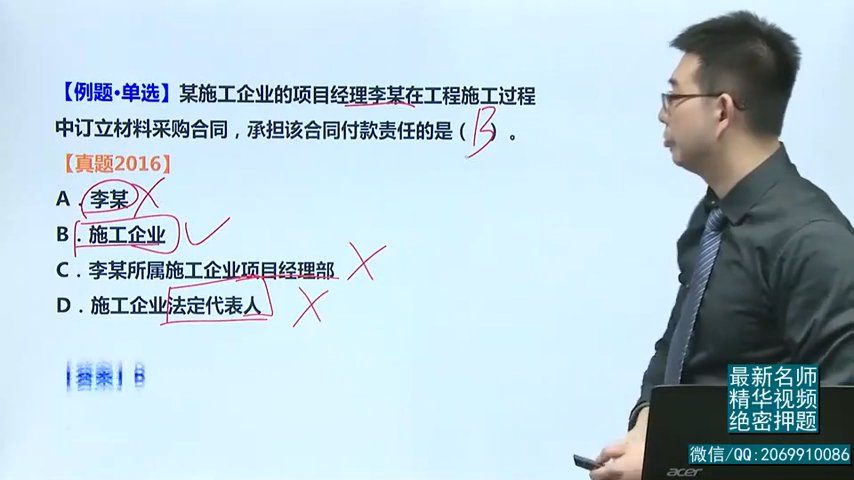 【例题·单选】某施工企业的项目经理李某在工程施工过程
中订立材料采购合同，承担该合同付款责任的是（B）。
【真题2016】
A．李某
B．施工企业
C．李某所属施工企业项目经理部
D．施工企业法定代表人
【答案】B
最新名师
精华视频
绝密押题
微信/QQ:2069910086
acer